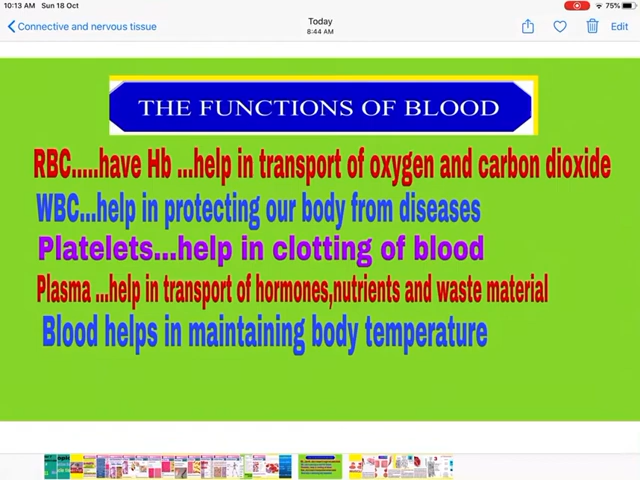 10:13 AM Sun 18 Oct
75%
Connective and nervous tissue
Today
8:44 AM
Edit
THE FUNCTIONS OF BLOOD
RBC.....have Hb ...help in transport of oxygen and carbon dioxide
WBC...help in protecting our body from diseases
Platelets...help in clotting of blood
Plasma ...help in transport of hormones,nutrients and waste material
Blood helps in maintaining body temperature